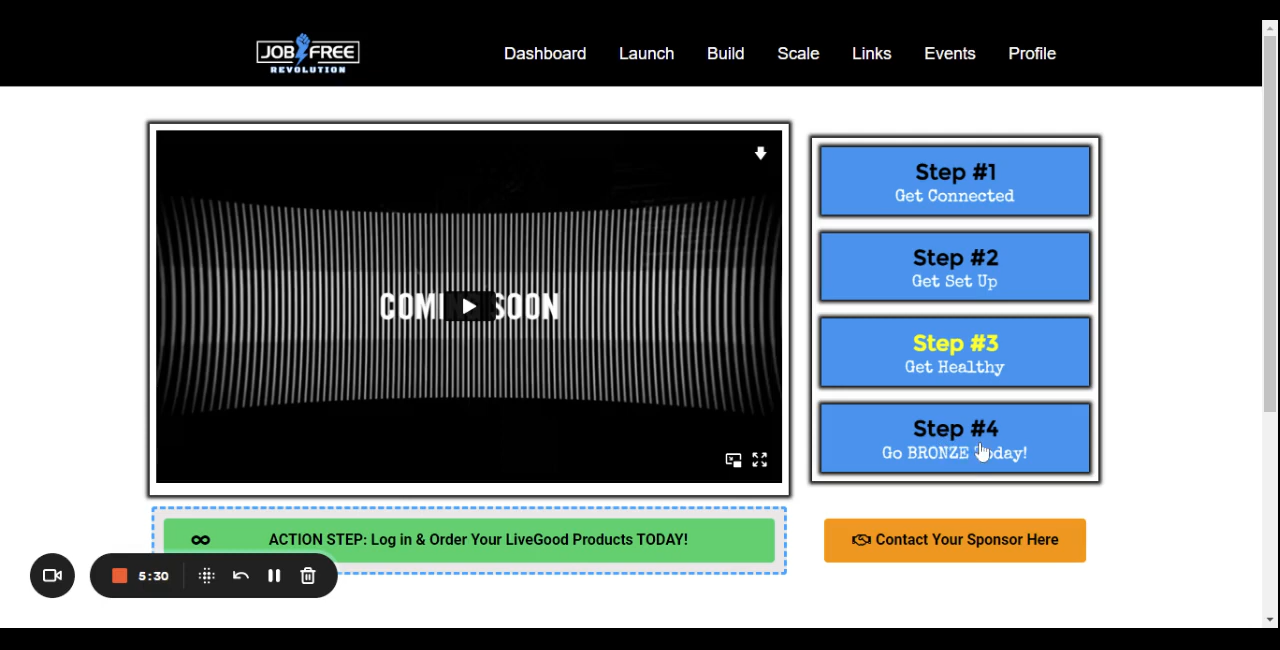 JOB FREE
REVOLUTION
Dashboard
Launch
Build
Scale
Links
Events
Profile
COMING SOON
Step #1
Get Connected
Step #2
Get Set Up
Step #3
Get Healthy
Step #4
Go BRONZE Today!
ACTION STEP: Log in & Order Your LiveGood Products TODAY!
Contact Your Sponsor Here
5:30